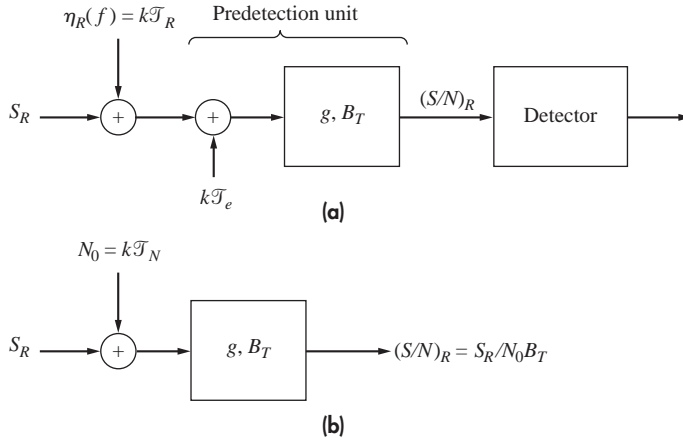 Predetection unit
η_R(f) = k𝒯_R
S_R
+
+
g, B_T
(S/N)_R
Detector
k𝒯_e
(a)
N_0 = k𝒯_N
S_R
+
g, B_T
(S/N)_R = S_R/N_0B_T
(b)